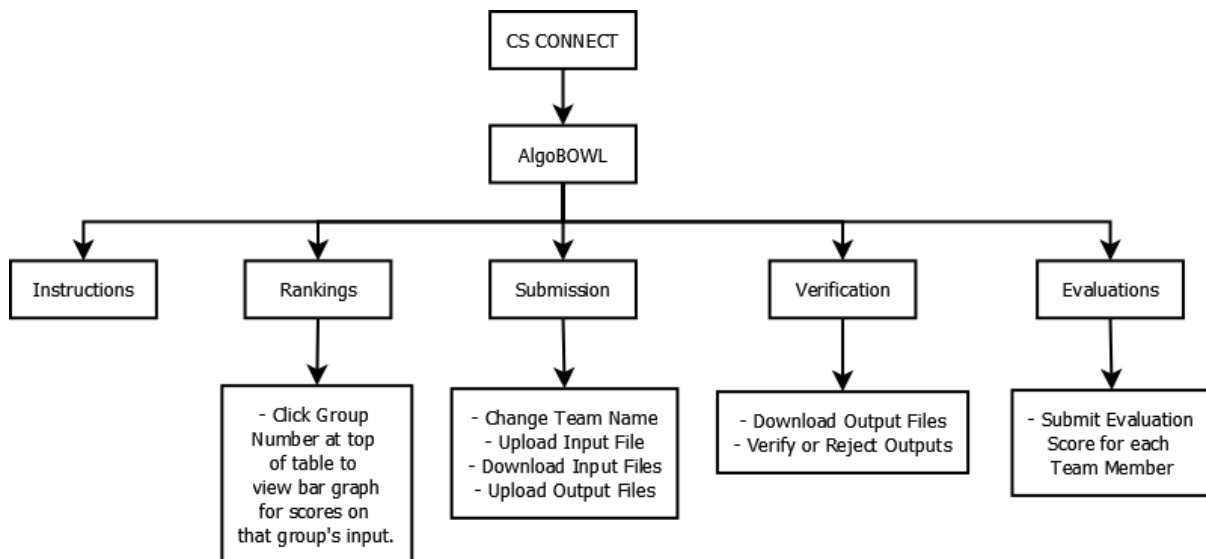 CS CONNECT
AlgoBOWL
Instructions
Rankings
Submission
Verification
Evaluations
- Click Group
Number at top
of table to
view bar graph
for scores on
that group's input.
- Change Team Name
- Upload Input File
- Download Input Files
- Upload Output Files
- Download Output Files
- Verify or Reject Outputs
- Submit Evaluation
Score for each
Team Member